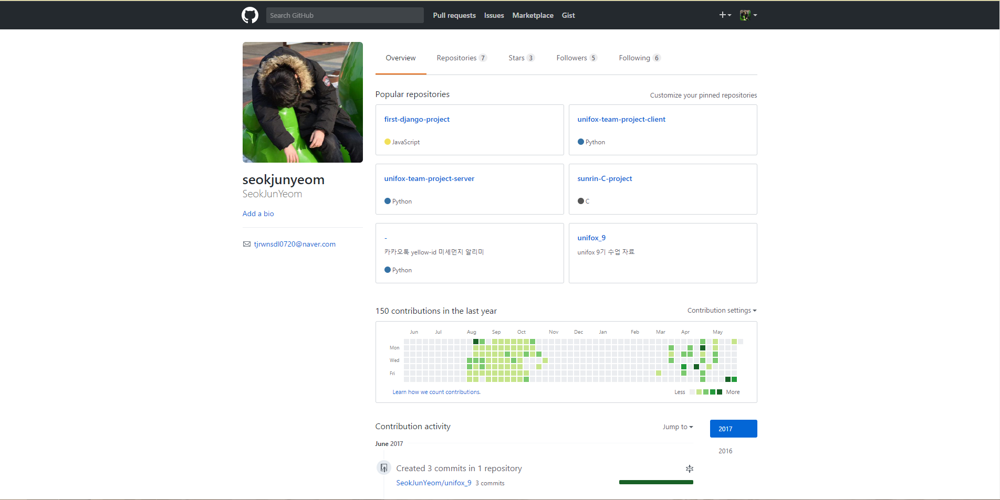 Search GitHub
Pull requests Issues Marketplace Gist
Overview Repositories 7 Stars 3 Followers 5 Following 6
seokjunyeom
SeokJunYeom
Add a bio
tjrwnsdl0720@naver.com
Popular repositories
Customize your pinned repositories
first-django-project
JavaScript
unifox-team-project-client
Python
unifox-team-project-server
Python
sunrin-C-project
C
-
카카오톡 yellow-id 미세먼지 알리미
Python
unifox_9
unifox 9기 수업 자료
150 contributions in the last year
Contribution settings
Jun Jul Aug Sep Oct Nov Dec Jan Feb Mar Apr May
Mon
Wed
Fri
Learn how we count contributions.
Less More
Contribution activity
Jump to
2017
2016
June 2017
Created 3 commits in 1 repository
SeokJunYeom/unifox_9 3 commits